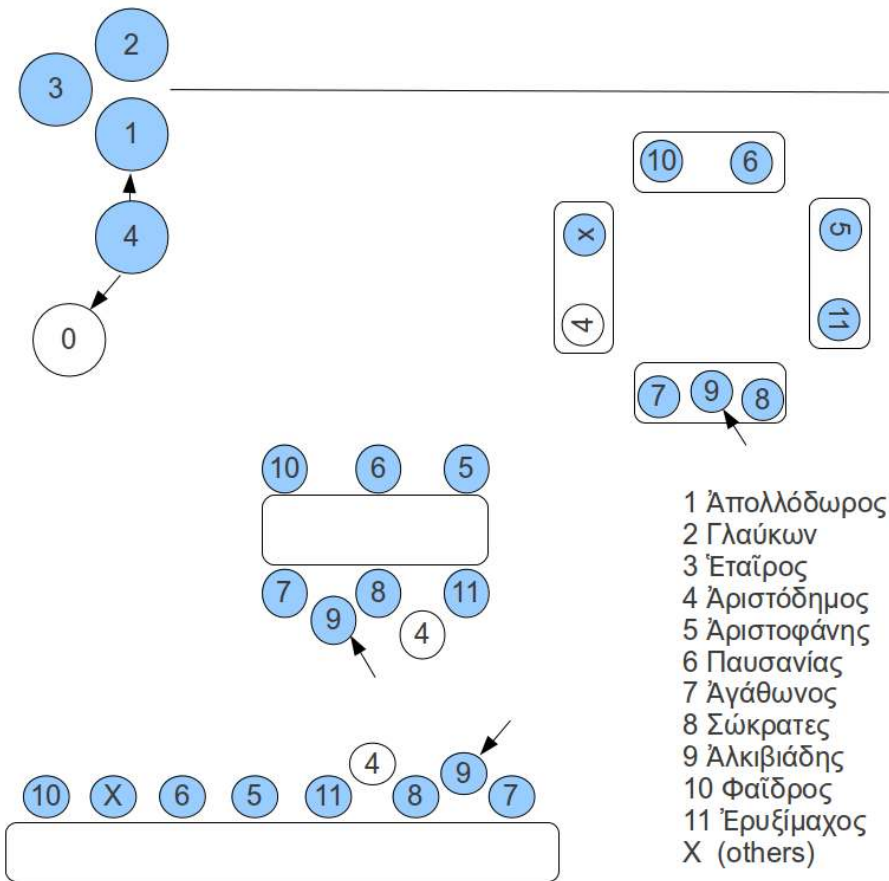 2
3
1
4
0
10 6
x 5
4 11
7 9 8
10 6 5
7 9 8 4 11
10 X 6 5 11 4 8 9 7
1 Ἀπολλόδωρος
2 Γλαύκων
3 Ἑταῖρος
4 Ἀριστόδημος
5 Ἀριστοφάνης
6 Παυσανίας
7 Ἀγάθωνος
8 Σώκρατες
9 Ἀλκιβιάδης
10 Φαῖδρος
11 Ἐρυξίμαχος
X (others)